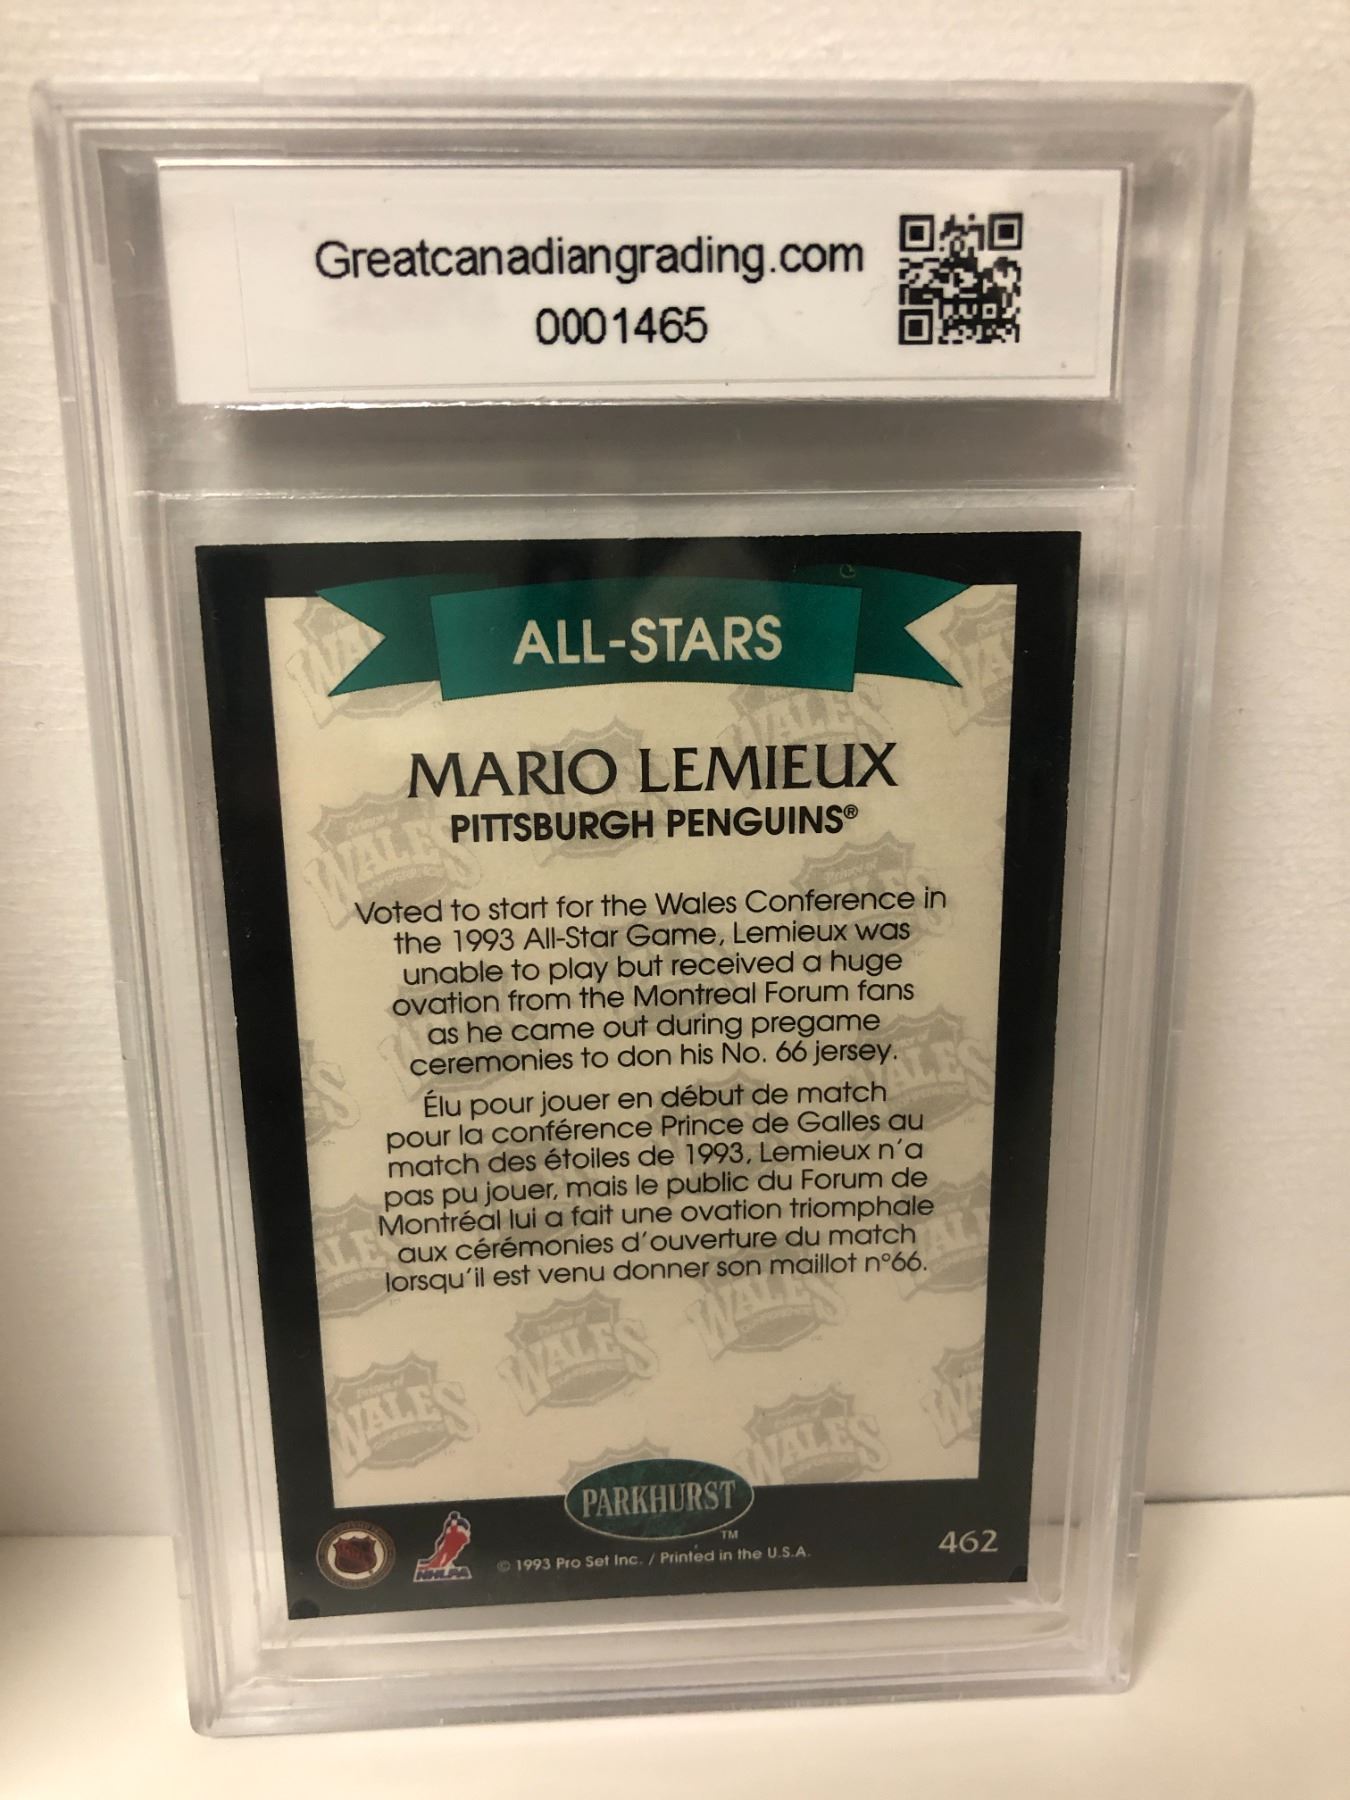 Greatcanadiangrading.com
0001465
ALL-STARS
MARIO LEMIEUX
PITTSBURGH PENGUINS®
Voted to start for the Wales Conference in
the 1993 All-Star Game, Lemieux was
unable to play but received a huge
ovation from the Montreal Forum fans
as he came out during pregame
ceremonies to don his No. 66 jersey.
Élu pour jouer en début de match
pour la conférence Prince de Galles au
match des étoiles de 1993, Lemieux n'a
pas pu jouer, mais le public du Forum de
Montréal lui a fait une ovation triomphale
aux cérémonies d'ouverture du match
lorsqu'il est venu donner son maillot n°66.
PARKHURST™
NHLPA
© 1993 Pro Set Inc. / Printed in the U.S.A.
462